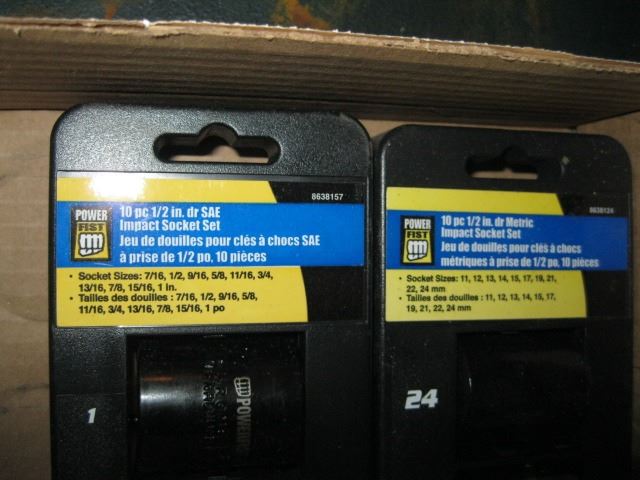 8638157
POWER
FIST
10 pc 1/2 in. dr SAE
Impact Socket Set
Jeu de douilles pour clés à chocs SAE
à prise de 1/2 po, 10 pièces
• Socket Sizes: 7/16, 1/2, 9/16, 5/8, 11/16, 3/4,
13/16, 7/8, 15/16, 1 in.
• Tailles des douilles : 7/16, 1/2, 9/16, 5/8,
11/16, 3/4, 13/16, 7/8, 15/16, 1 po
1
POWER
8638124
POWER
FIST
10 pc 1/2 in. dr Metric
Impact Socket Set
Jeu de douilles pour clés à chocs
métriques à prise de 1/2 po, 10 pièces
• Socket Sizes: 11, 12, 13, 14, 15, 17, 19, 21,
22, 24 mm
• Tailles des douilles : 11, 12, 13, 14, 15, 17,
19, 21, 22, 24 mm
24